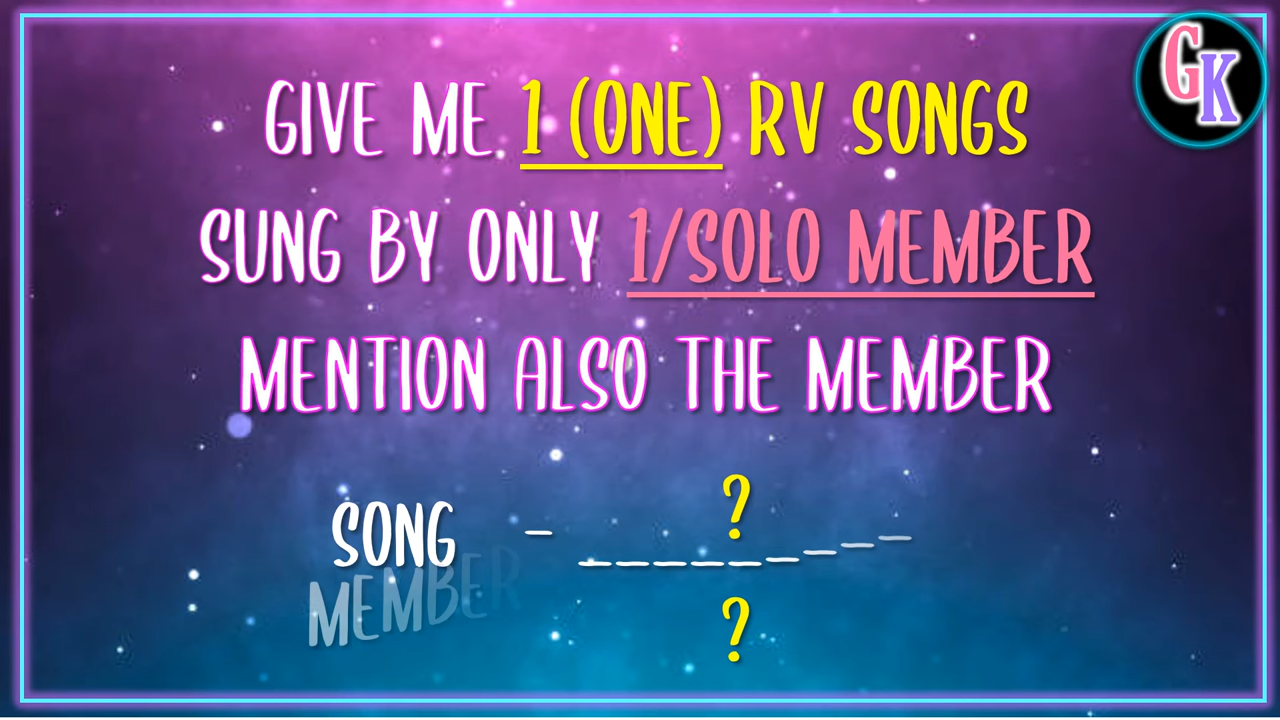 GK
GIVE ME 1 (ONE) RV SONGS
SUNG BY ONLY 1/SOLO MEMBER
MENTION ALSO THE MEMBER
?
SONG - _________
MEMBER
?